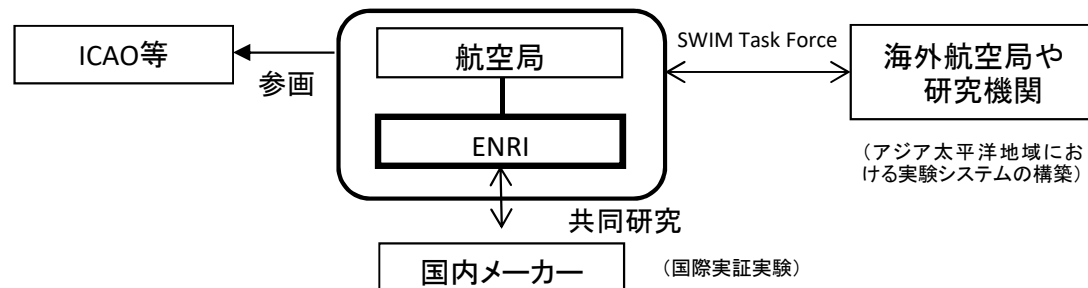 ICAO等
参画
航空局
ENRI
SWIM Task Force
海外航空局や
研究機関
(アジア太平洋地域にお
ける実験システムの構築)
共同研究
国内メーカー
(国際実証実験)